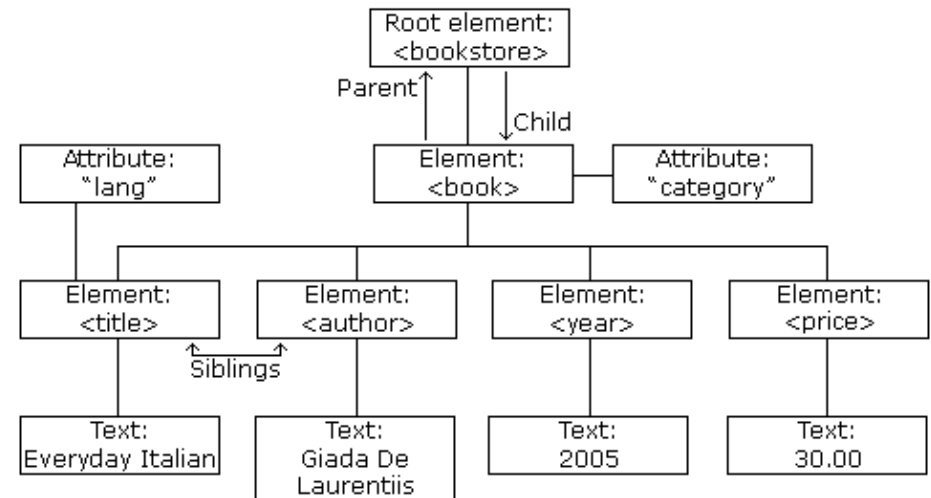 Root element:
<bookstore>
Parent
Child
Attribute:
“lang”
Element:
<book>
Attribute:
“category”
Element:
<title>
Element:
<author>
Element:
<year>
Element:
<price>
Siblings
Text:
Everyday Italian
Text:
Giada De
Laurentiis
Text:
2005
Text:
30.00